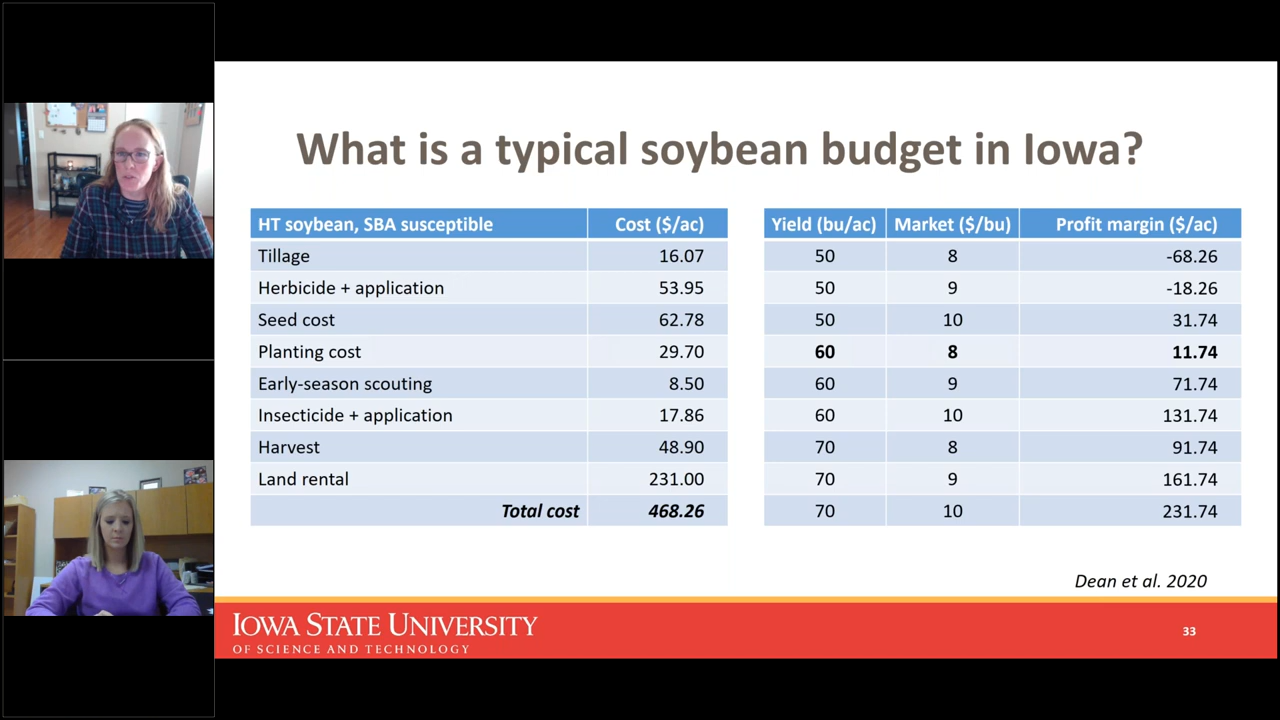 What is a typical soybean budget in Iowa?
HT soybean, SBA susceptible Cost ($/ac)
Tillage 16.07
Herbicide + application 53.95
Seed cost 62.78
Planting cost 29.70
Early-season scouting 8.50
Insecticide + application 17.86
Harvest 48.90
Land rental 231.00
Total cost 468.26
Yield (bu/ac) Market ($/bu) Profit margin ($/ac)
50 8 -68.26
50 9 -18.26
50 10 31.74
60 8 11.74
60 9 71.74
60 10 131.74
70 8 91.74
70 9 161.74
70 10 231.74
Dean et al. 2020
IOWA STATE UNIVERSITY
OF SCIENCE AND TECHNOLOGY
33